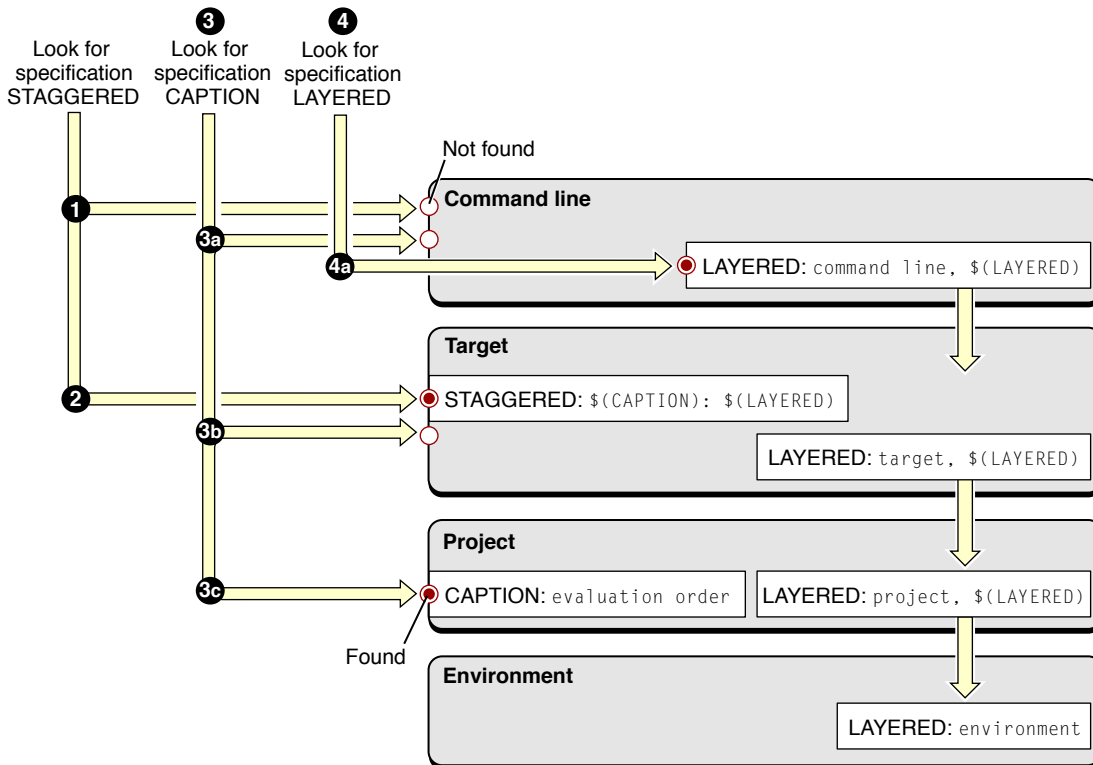 3
4
Look for
specification
STAGGERED
Look for
specification
CAPTION
Look for
specification
LAYERED
Not found
Command line
1
3a
4a
LAYERED: command line, $(LAYERED)
Target
2
STAGGERED: $(CAPTION): $(LAYERED)
3b
LAYERED: target, $(LAYERED)
Project
3c
CAPTION: evaluation order
LAYERED: project, $(LAYERED)
Found
Environment
LAYERED: environment